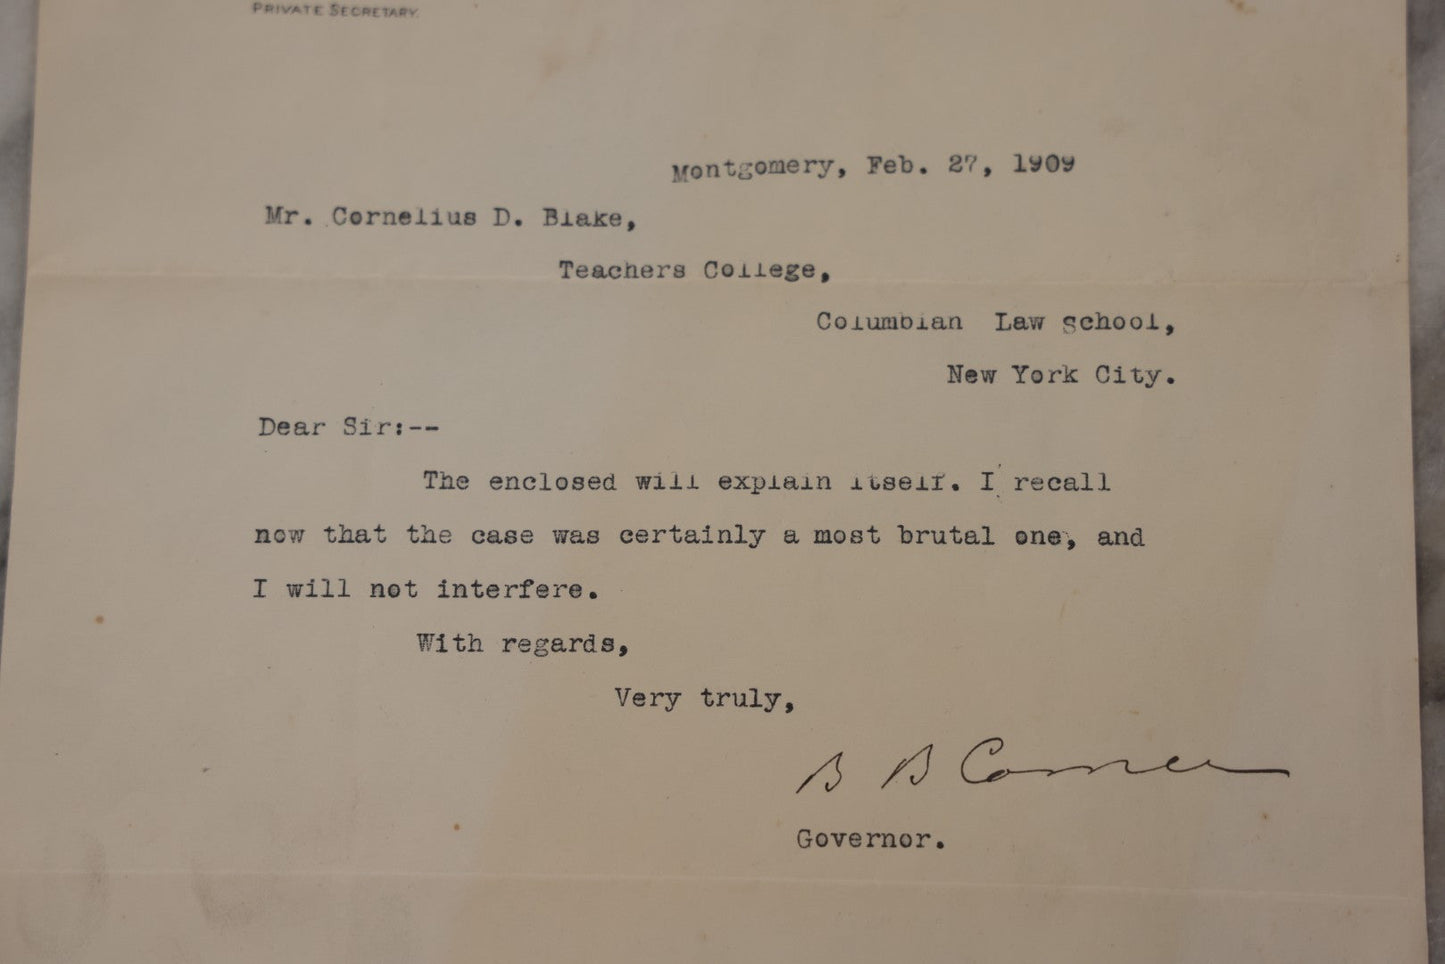 PRIVATE SECRETARY.
Montgomery, Feb. 27, 1909
Mr. Cornelius D. Blake,
Teachers College,
Columbian Law school,
New York City.
Dear Sir:--
The enclosed will explain itself. I recall
now that the case was certainly a most brutal one, and
I will not interfere.
With regards,
Very truly,
B B Comer
Governor.